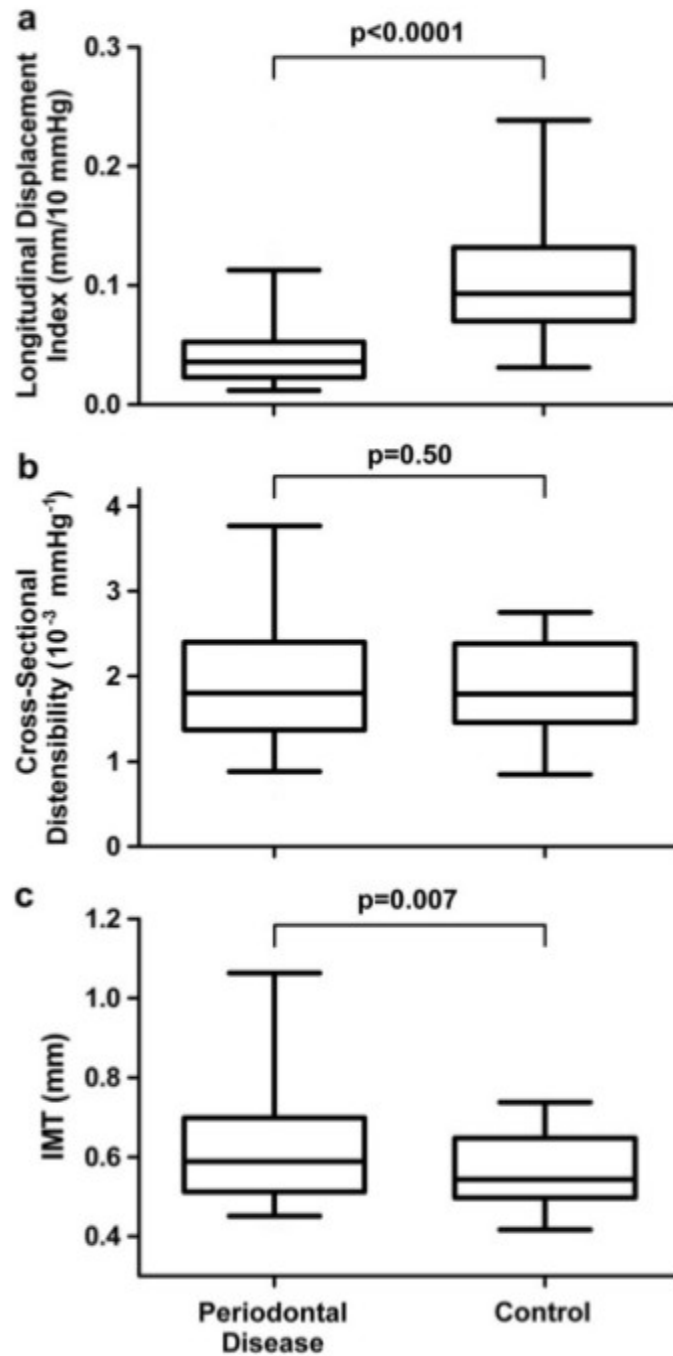 a
Longitudinal Displacement
Index (mm/10 mmHg)
p<0.0001
0.3
0.2
0.1
0.0
b
Cross-Sectional
Distensibility (10⁻³ mmHg⁻¹)
p=0.50
4
3
2
1
0
c
IMT (mm)
p=0.007
1.2
1.0
0.8
0.6
0.4
Periodontal
Disease
Control